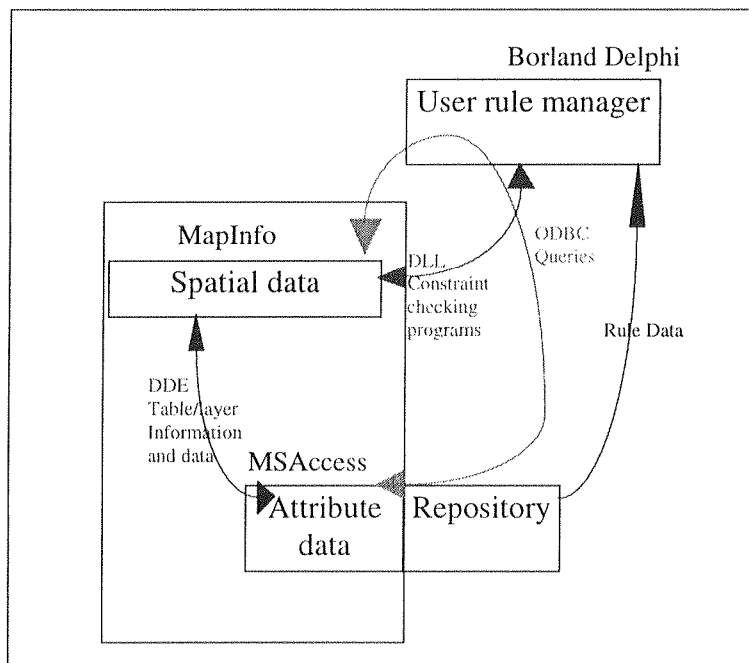 Borland Delphi
User rule manager
MapInfo
Spatial data
ODBC
Queries
DLL
Constraint
checking
programs
Rule Data
DDE
Table/layer
Information
and data
MSAccess
Attribute
data
Repository